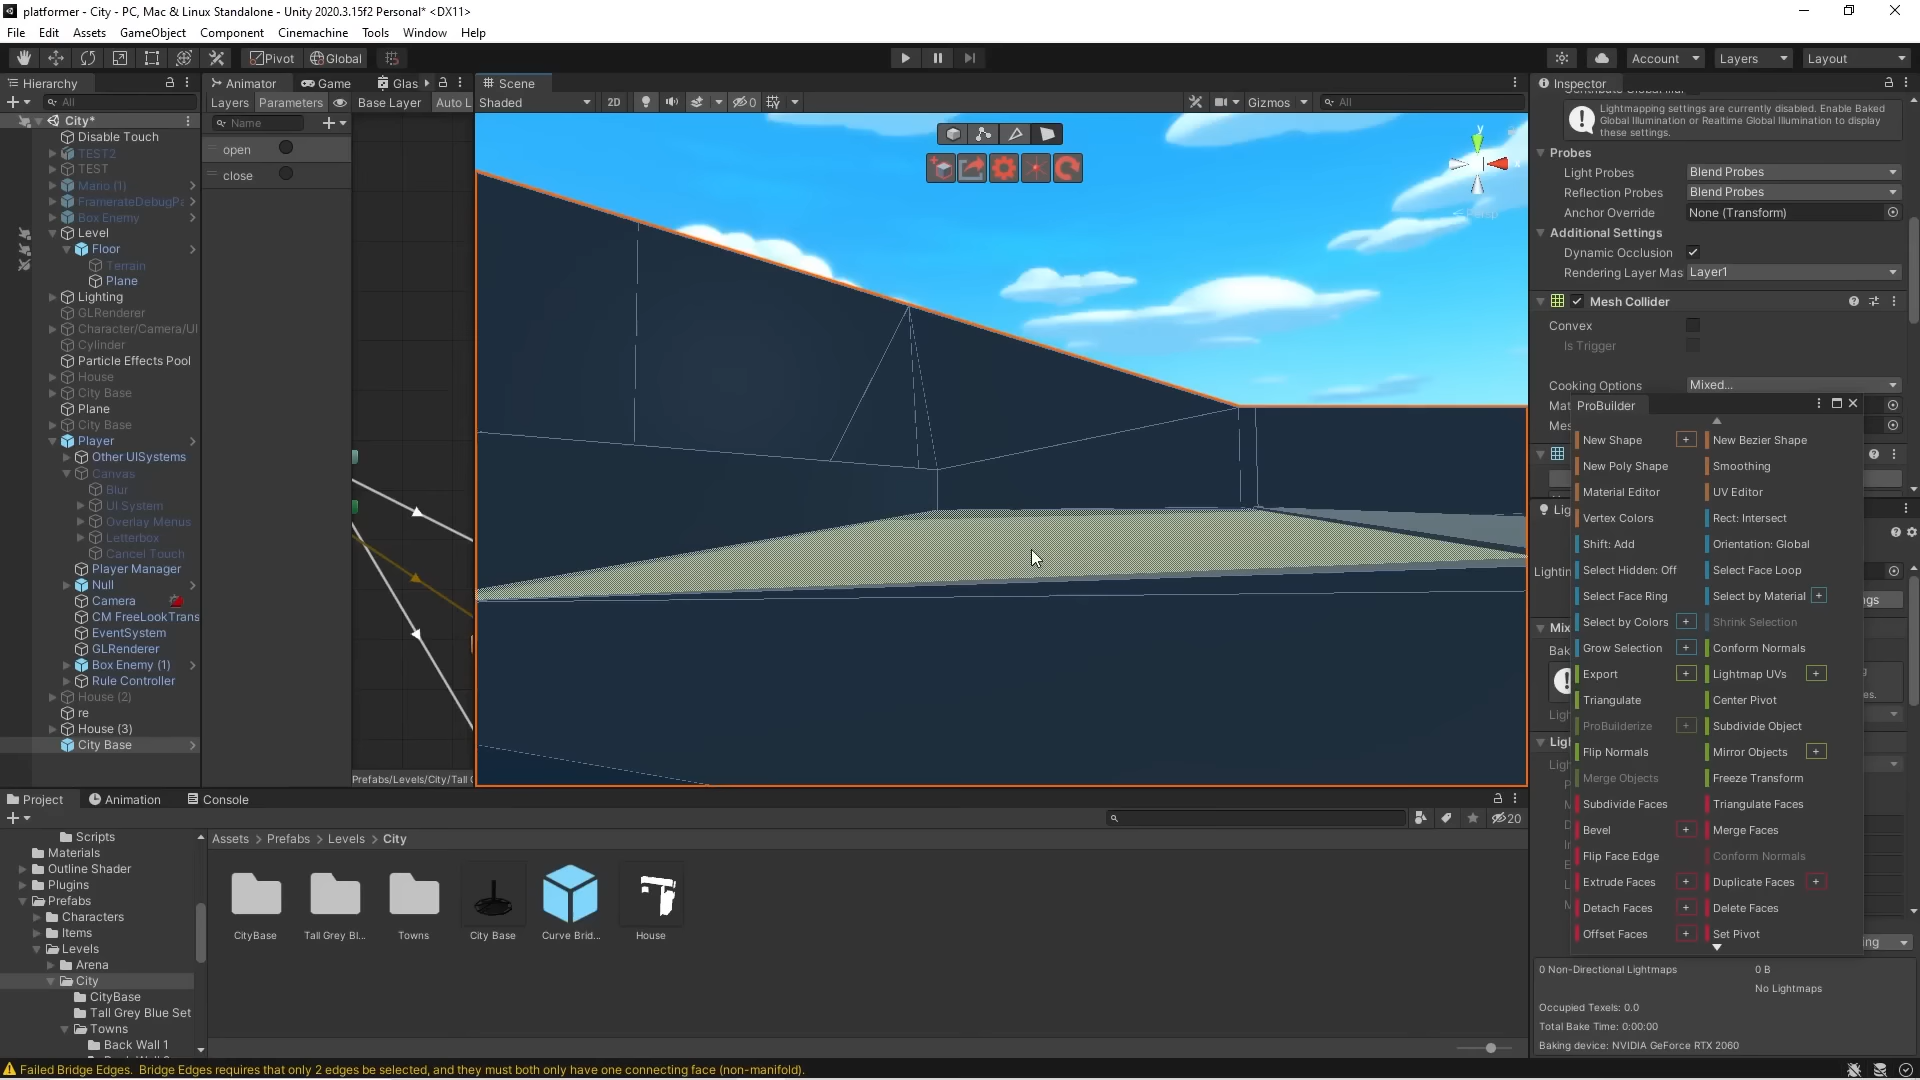 platformer - City - PC, Mac & Linux Standalone - Unity 2020.3.15f2 Personal* <DX11>
File Edit Assets GameObject Component Cinemachine Tools Window Help
Pivot Global Account Layers Layout
Hierarchy
All
City*
Disable Touch
TEST2
TEST
Mario (1)
FramerateDebugPa
Box Enemy
Level
Floor
Terrain
Plane
Lighting
GLRenderer
Character/Camera/UI
Cylinder
Particle Effects Pool
House
City Base
Plane
City Base
Player
Other UISystems
Canvas
Blur
UI System
Overlay Menus
Letterbox
Cancel Touch
Player Manager
Null
Camera
CM FreeLookTrans
EventSystem
GLRenderer
Box Enemy (1)
Rule Controller
House (2)
re
House (3)
City Base
Animator Game Glas
Layers Parameters Base Layer Auto L
Name
open
close
Prefabs/Levels/City/Tall G
Scene
Shaded 2D 0 Gizmos All
y
Persp
Inspector
Lightmapping settings are currently disabled. Enable Baked
Global Illumination or Realtime Global Illumination to display
these settings.
Probes
Light Probes Blend Probes
Reflection Probes Blend Probes
Anchor Override None (Transform)
Additional Settings
Dynamic Occlusion
Rendering Layer Mas Layer1
Mesh Collider
Convex
Is Trigger
Cooking Options Mixed...
Mat
Mes
ProBuilder
New Shape + New Bezier Shape
New Poly Shape Smoothing
Material Editor UV Editor
Vertex Colors Rect: Intersect
Shift: Add Orientation: Global
Select Hidden: Off Select Face Loop
Select Face Ring Select by Material +
Select by Colors + Shrink Selection
Grow Selection + Conform Normals
Export + Lightmap UVs +
Triangulate Center Pivot
ProBuilderize + Subdivide Object
Flip Normals Mirror Objects +
Merge Objects Freeze Transform
Subdivide Faces Triangulate Faces
Bevel + Merge Faces
Flip Face Edge Conform Normals
Extrude Faces + Duplicate Faces +
Detach Faces + Delete Faces
Offset Faces + Set Pivot
Lig
Lightin
ngs
Mix
Bak
es.
Ligh
Ligl
Ligh
ing
0 Non-Directional Lightmaps 0 B
No Lightmaps
Occupied Texels: 0.0
Total Bake Time: 0:00:00
Baking device: NVIDIA GeForce RTX 2060
Project Animation Console
20
Scripts
Materials
Outline Shader
Plugins
Prefabs
Characters
Items
Levels
Arena
City
CityBase
Tall Grey Blue Set
Towns
Back Wall 1
Assets > Prefabs > Levels > City
CityBase
Tall Grey Bl...
Towns
City Base
Curve Brid...
House
Failed Bridge Edges. Bridge Edges requires that only 2 edges be selected, and they must both only have one connecting face (non-manifold).